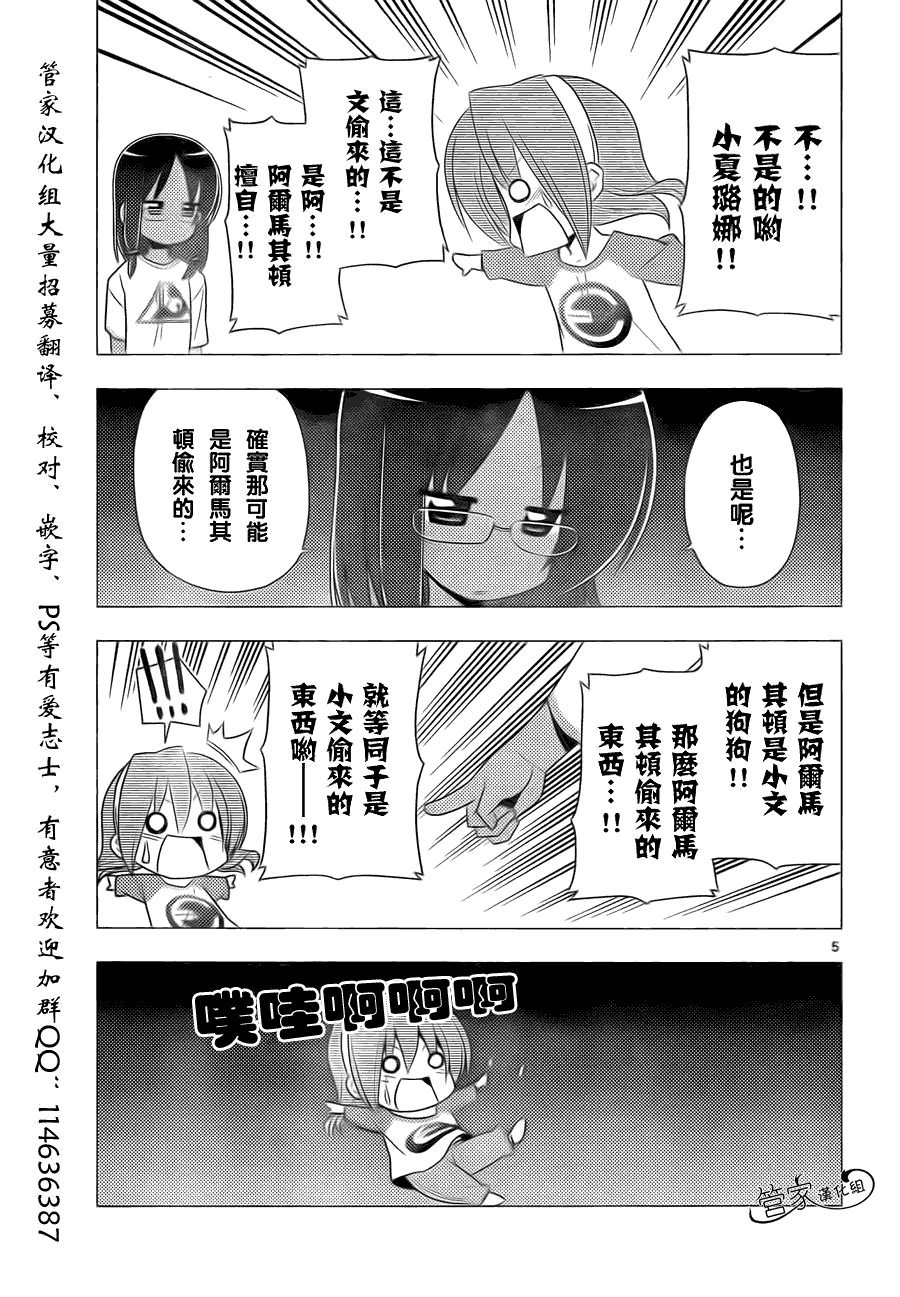 不…!!
不是的喲
小夏璐娜!!
這…這不是
文偷來的…!!
是阿…!!
阿爾馬其頓
擅自…!!
也是呢…
確實那可能
是阿爾馬其
頓偷來的…
但是阿爾馬
其頓是小文
的狗狗!!
那麼阿爾馬
其頓偷來的
東西…!!
就等同于是
小文偷來的
東西喲——!!!
!!!
5
噗哇啊啊啊
管家漢化組
管家汉化组大量招募翻译、校对、嵌字、PS等有爱志士，有意者欢迎加群QQ：114636387